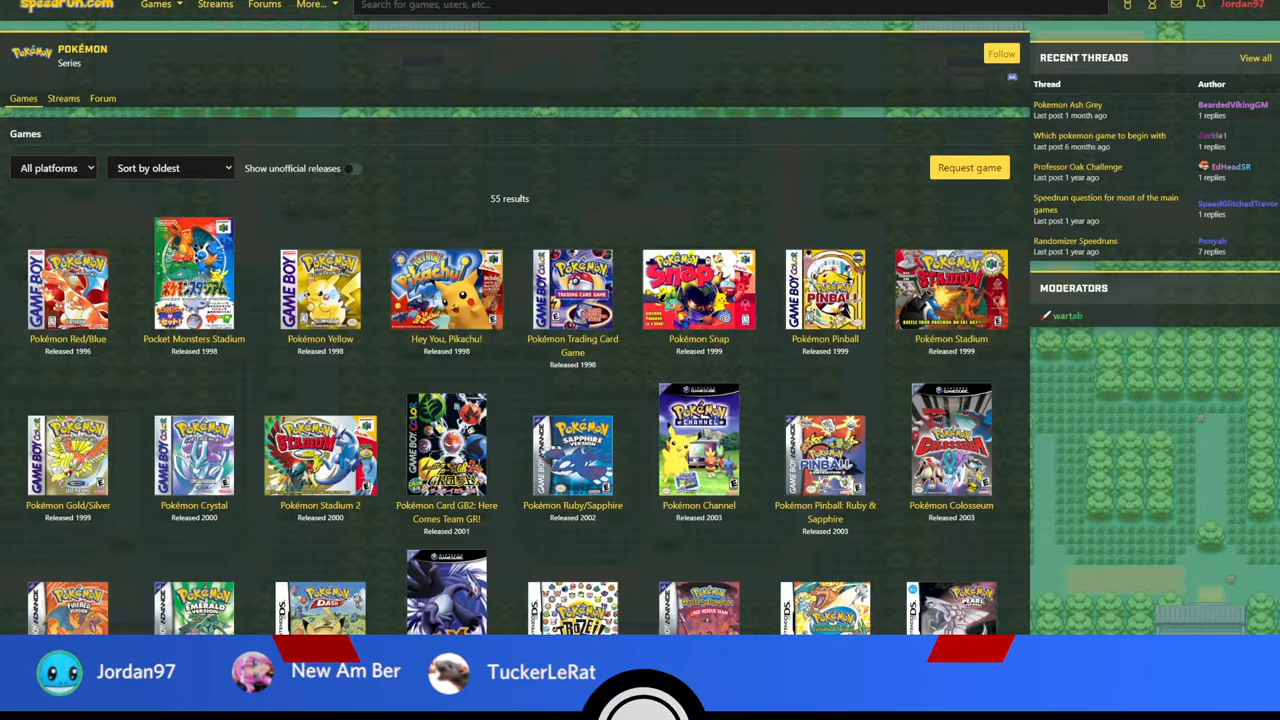 speedrun.com Games Streams Forums More... Search for games, users, etc... Jordan97
POKÉMON
Series
Follow
Games Streams Forum
Games
All platforms Sort by oldest Show unofficial releases Request game
55 results
Pokémon Red/Blue
Released 1996
Pocket Monsters Stadium
Released 1998
Pokémon Yellow
Released 1998
Hey You, Pikachu!
Released 1998
Pokémon Trading Card
Game
Released 1998
Pokémon Snap
Released 1999
Pokémon Pinball
Released 1999
Pokémon Stadium
Released 1999
Pokémon Gold/Silver
Released 1999
Pokémon Crystal
Released 2000
Pokémon Stadium 2
Released 2000
Pokémon Card GB2: Here
Comes Team GR!
Released 2001
Pokémon Ruby/Sapphire
Released 2002
Pokémon Channel
Released 2003
Pokémon Pinball: Ruby &
Sapphire
Released 2003
Pokémon Colosseum
Released 2003
RECENT THREADS View all
Thread Author
Pokemon Ash Grey BeardedVikingGM
Last post 1 month ago 1 replies
Which pokemon game to begin with
Last post 6 months ago 1 replies
Professor Oak Challenge EdHeadSR
Last post 1 year ago 1 replies
Speedrun question for most of the main SpeedGlitchedTrevor
games 1 replies
Last post 1 year ago
Randomizer Speedruns Ponyah
Last post 1 year ago 7 replies
MODERATORS
wartab
Jordan97 New Am Ber TuckerLeRat